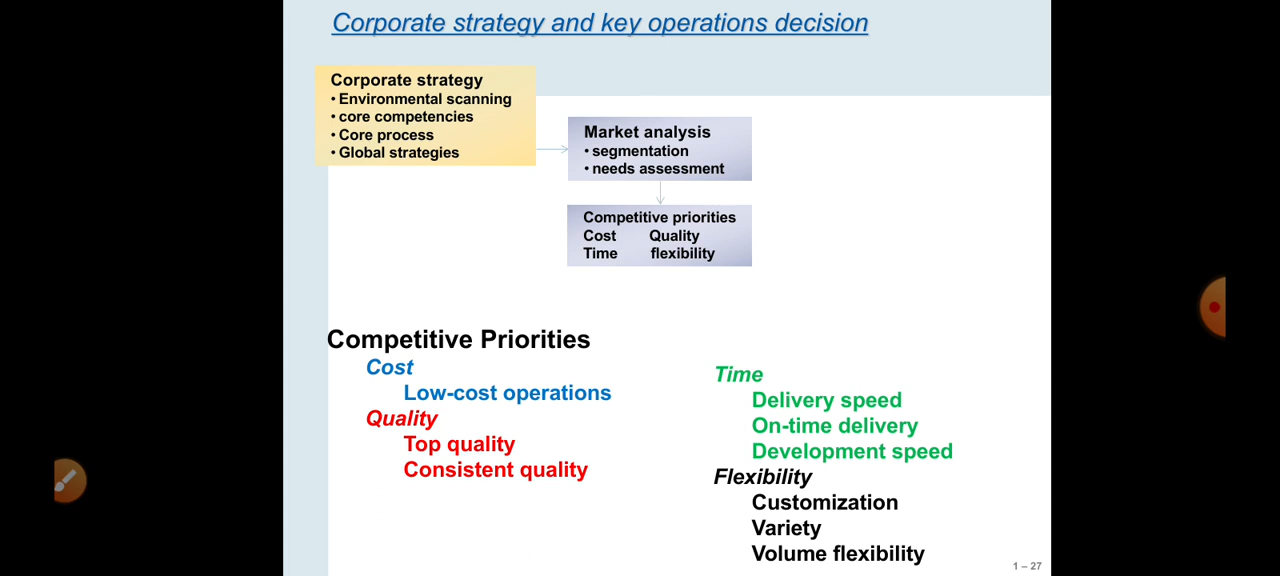 Corporate strategy and key operations decision
Corporate strategy
• Environmental scanning
• core competencies
• Core process
• Global strategies
Market analysis
• segmentation
• needs assessment
Competitive priorities
Cost Quality
Time flexibility
Competitive Priorities
Cost
Low-cost operations
Quality
Top quality
Consistent quality
Time
Delivery speed
On-time delivery
Development speed
Flexibility
Customization
Variety
Volume flexibility
1 – 27